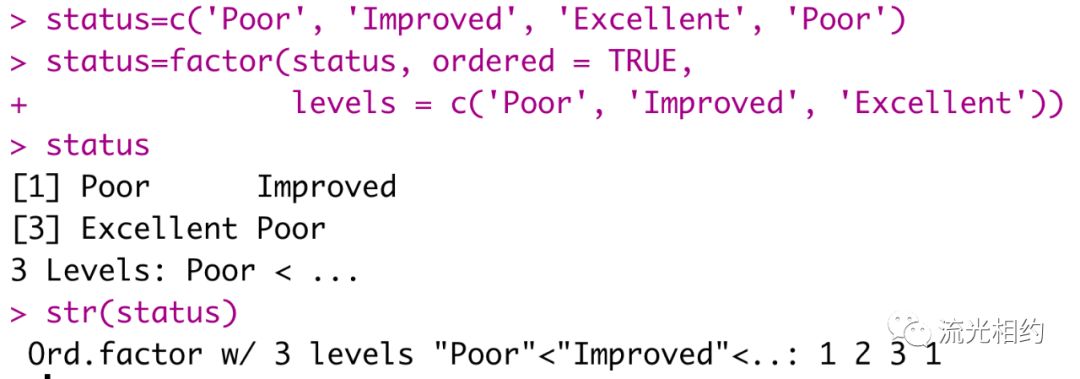 > status=c('Poor', 'Improved', 'Excellent', 'Poor')
> status=factor(status, ordered = TRUE,
+               levels = c('Poor', 'Improved', 'Excellent'))
> status
[1] Poor      Improved
[3] Excellent Poor
3 Levels: Poor < ...
> str(status)
 Ord.factor w/ 3 levels "Poor"<"Improved"<..: 1 2 3 1
流光相约